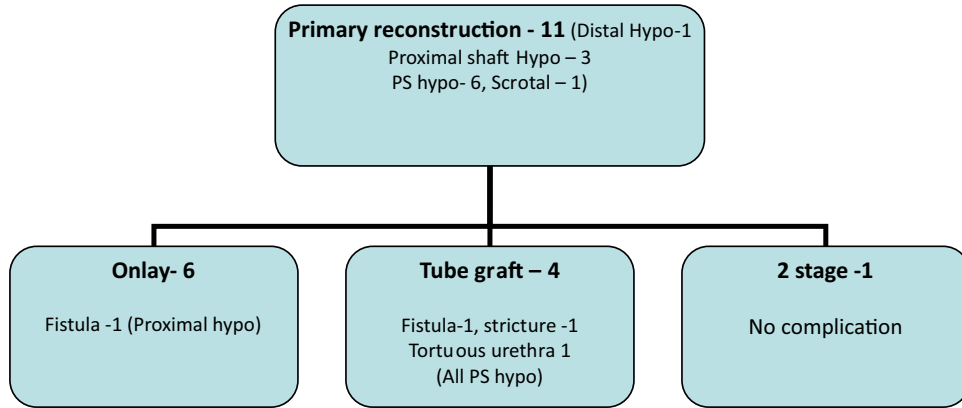 Primary reconstruction - 11 (Distal Hypo-1
Proximal shaft Hypo – 3
PS hypo- 6, Scrotal – 1)
Onlay- 6
Fistula -1 (Proximal hypo)
Tube graft – 4
Fistula-1, stricture -1
Tortuous urethra 1
(All PS hypo)
2 stage -1
No complication